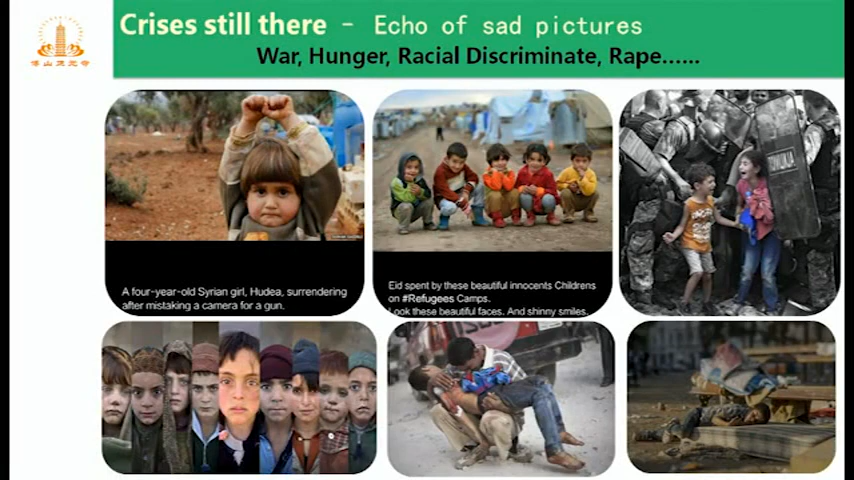 Crises still there – Echo of sad pictures
War, Hunger, Racial Discriminate, Rape......
A four-year-old Syrian girl, Hudea, surrendering
after mistaking a camera for a gun.
Eid spent by these beautiful innocents Childrens
on #Refugees Camps.
Look these beautiful faces. And shinny smiles.